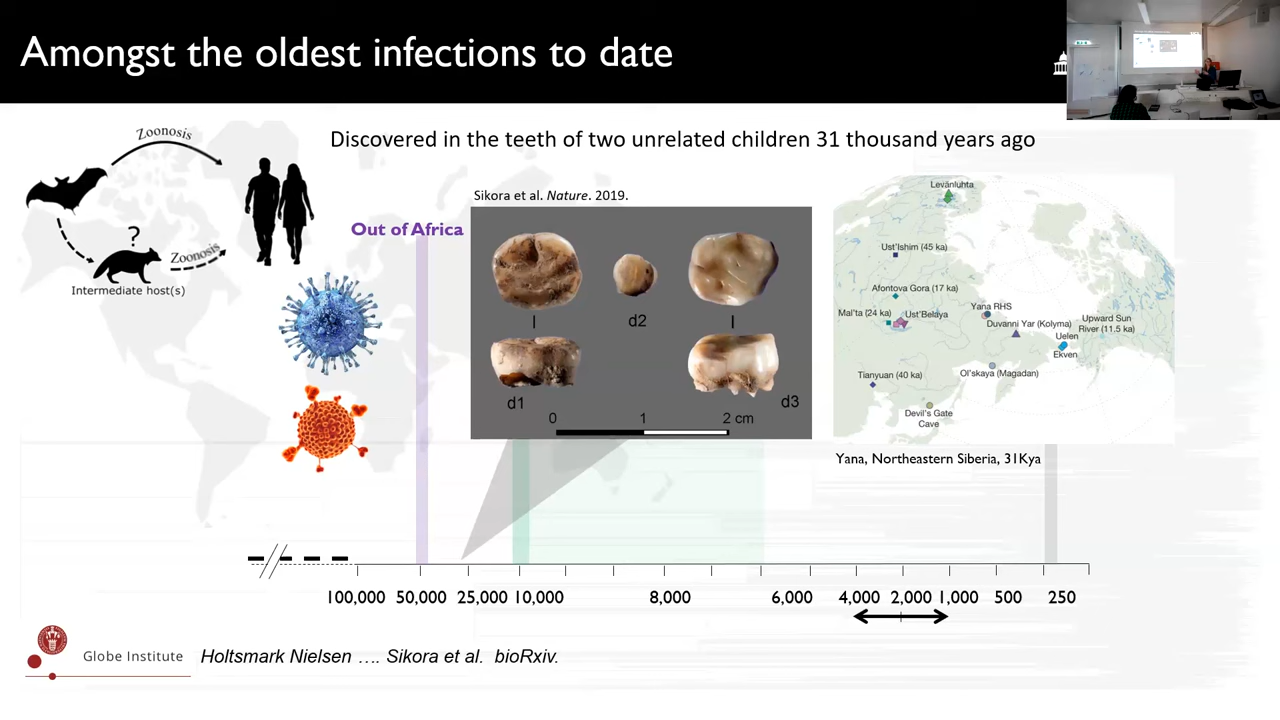 Amongst the oldest infections to date
Zoonosis
?
Zoonosis
Intermediate host(s)
Discovered in the teeth of two unrelated children 31 thousand years ago
Sikora et al. Nature. 2019.
Out of Africa
l
d2
l
d1
d3
0 1 2 cm
Levänluhta
Ust'Ishim (45 ka)
Afontova Gora (17 ka)
Mal'ta (24 ka)
Ust'Belaya
Yana RHS
Duvanni Yar (Kolyma)
Upward Sun
River (11.5 ka)
Uelen
Ekven
Ol'skaya (Magadan)
Tianyuan (40 ka)
Devil's Gate
Cave
Yana, Northeastern Siberia, 31Kya
100,000 50,000 25,000 10,000 8,000 6,000 4,000 2,000 1,000 500 250
Globe Institute
Holtsmark Nielsen …. Sikora et al. bioRxiv.